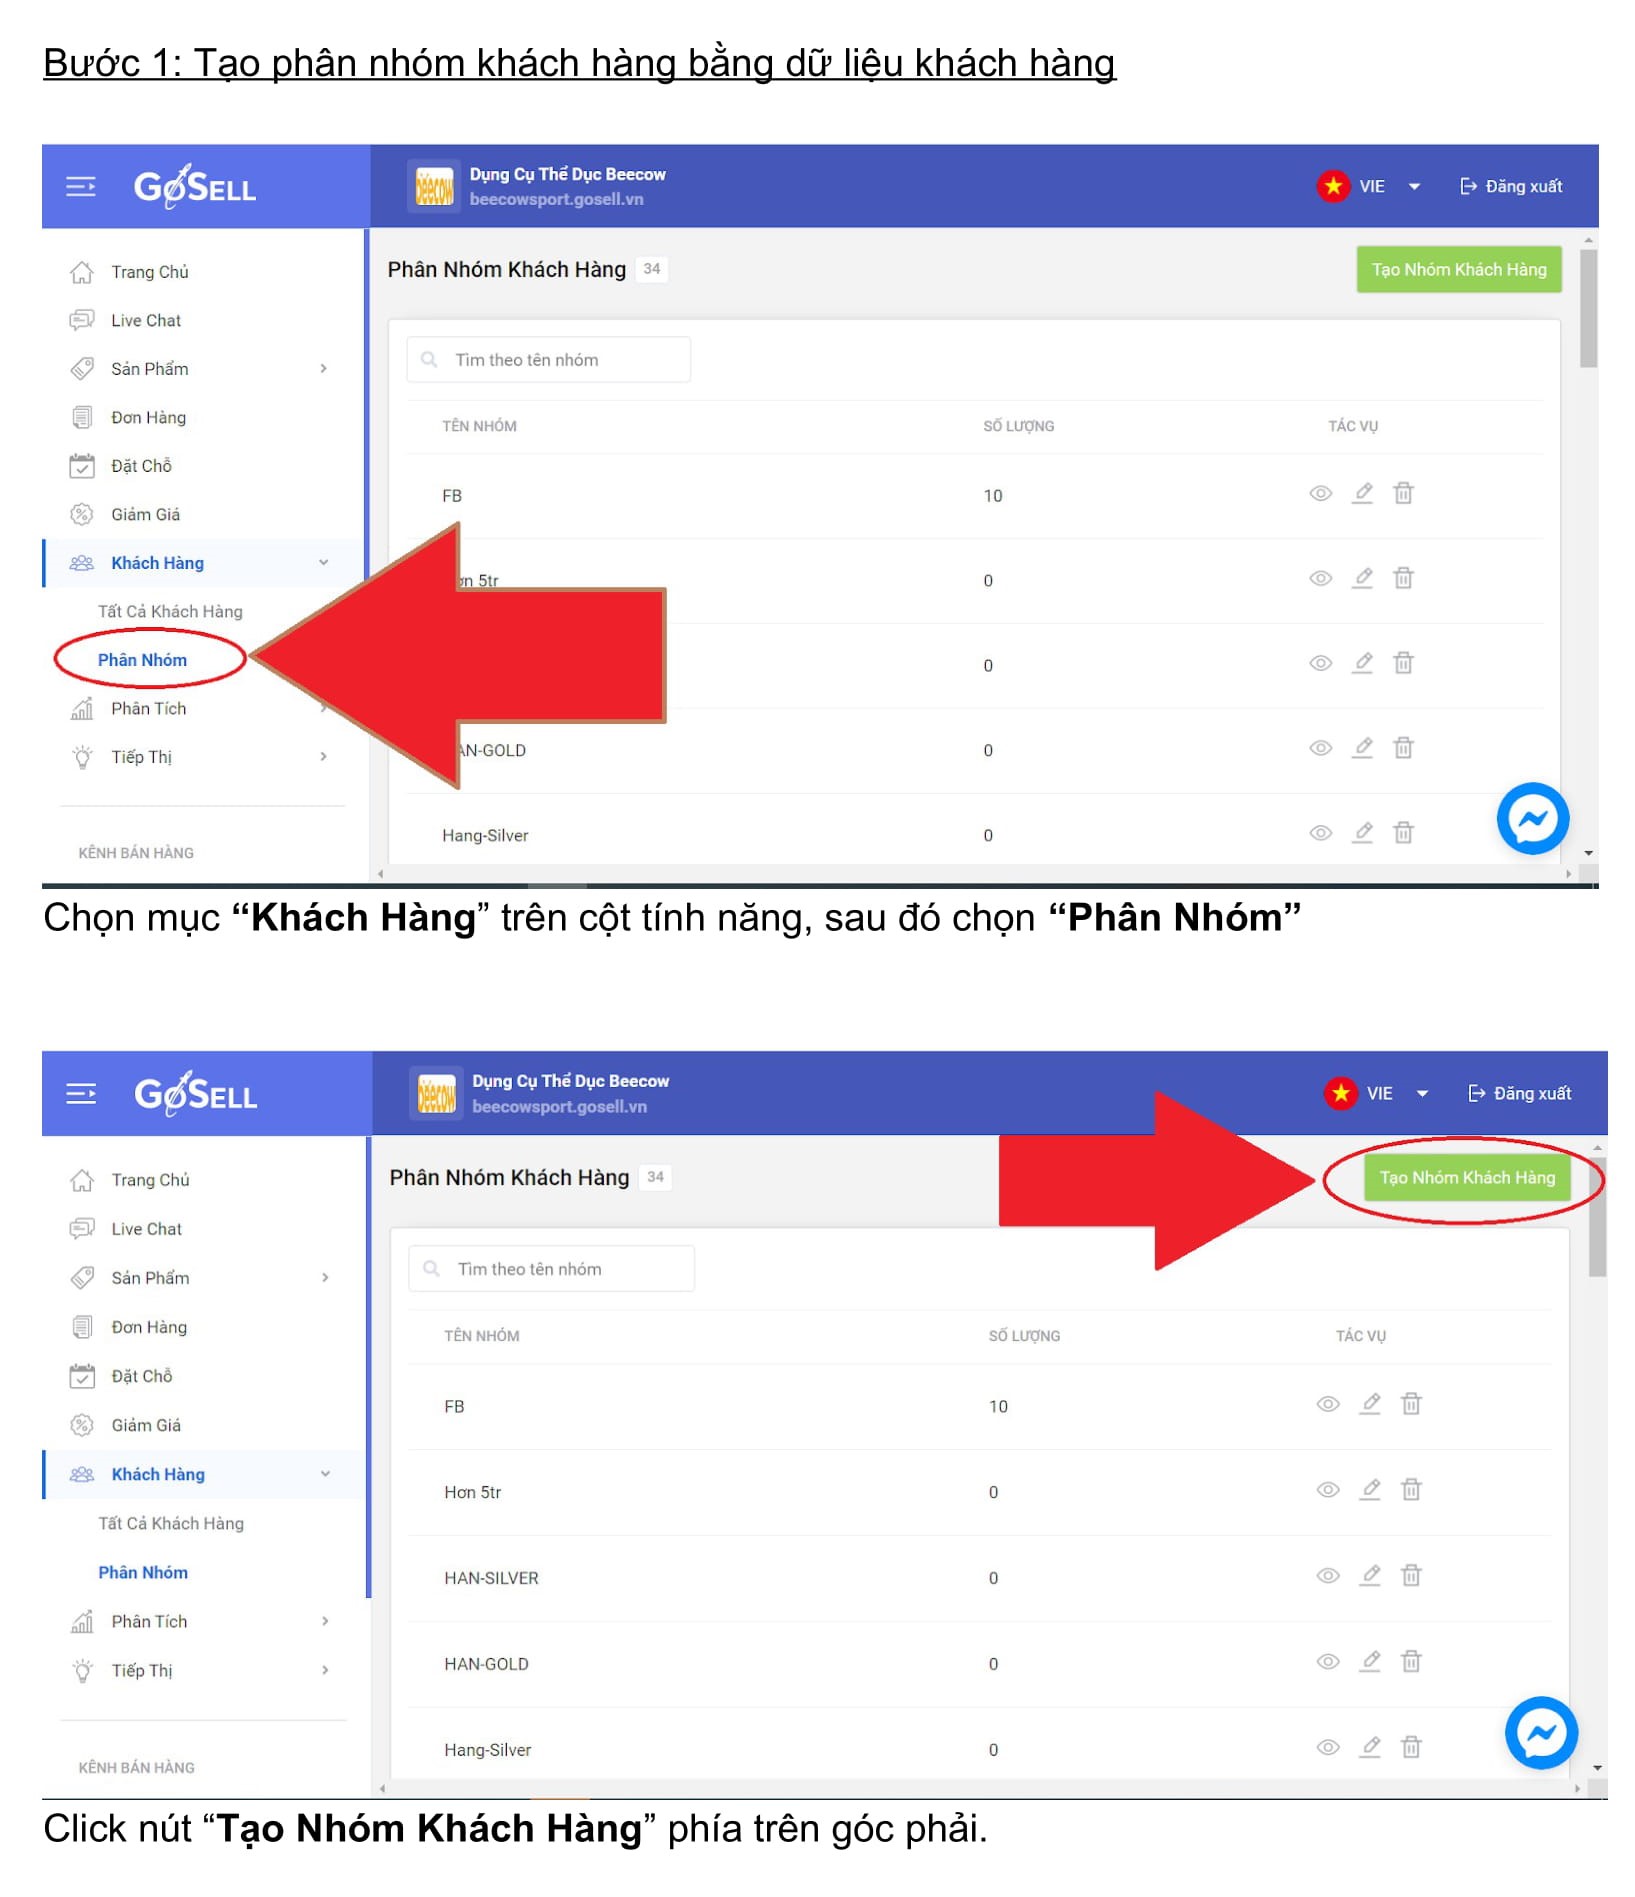 Bước 1: Tạo phân nhóm khách hàng bằng dữ liệu khách hàng
GoSELL
Dụng Cụ Thể Dục Beecow
beecowsport.gosell.vn
VIE
Đăng xuất
Trang Chủ
Live Chat
Sản Phẩm
Đơn Hàng
Đặt Chỗ
Giảm Giá
Khách Hàng
Tất Cả Khách Hàng
Phân Nhóm
Phân Tích
Tiếp Thị
KÊNH BÁN HÀNG
Phân Nhóm Khách Hàng 34
Tạo Nhóm Khách Hàng
Tìm theo tên nhóm
TÊN NHÓM SỐ LƯỢNG TÁC VỤ
FB 10
5tr 0
0
AN-GOLD 0
Hang-Silver 0
Chọn mục “Khách Hàng” trên cột tính năng, sau đó chọn “Phân Nhóm”
GoSELL
beecow
Dụng Cụ Thể Dục Beecow
beecowsport.gosell.vn
VIE
Đăng xuất
Trang Chủ
Live Chat
Sản Phẩm
Đơn Hàng
Đặt Chỗ
Giảm Giá
Khách Hàng
Tất Cả Khách Hàng
Phân Nhóm
Phân Tích
Tiếp Thị
KÊNH BÁN HÀNG
Phân Nhóm Khách Hàng 34
Tạo Nhóm Khách Hàng
Tìm theo tên nhóm
TÊN NHÓM SỐ LƯỢNG TÁC VỤ
FB 10
Hơn 5tr 0
HAN-SILVER 0
HAN-GOLD 0
Hang-Silver 0
Click nút “Tạo Nhóm Khách Hàng” phía trên góc phải.